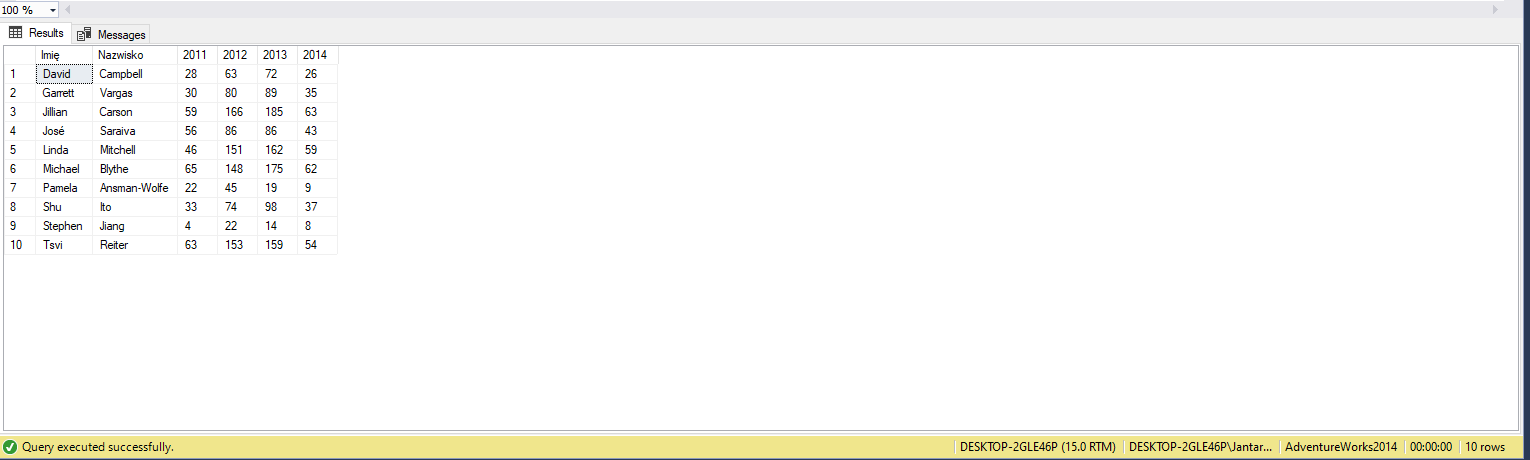 100 %
Results Messages
Imię Nazwisko 2011 2012 2013 2014
1 David Campbell 28 63 72 26
2 Garrett Vargas 30 80 89 35
3 Jillian Carson 59 166 185 63
4 José Saraiva 56 86 86 43
5 Linda Mitchell 46 151 162 59
6 Michael Blythe 65 148 175 62
7 Pamela Ansman-Wolfe 22 45 19 9
8 Shu Ito 33 74 98 37
9 Stephen Jiang 4 22 14 8
10 Tsvi Reiter 63 153 159 54
Query executed successfully. DESKTOP-2GLE46P (15.0 RTM) DESKTOP-2GLE46P\Jantar... AdventureWorks2014 00:00:00 10 rows